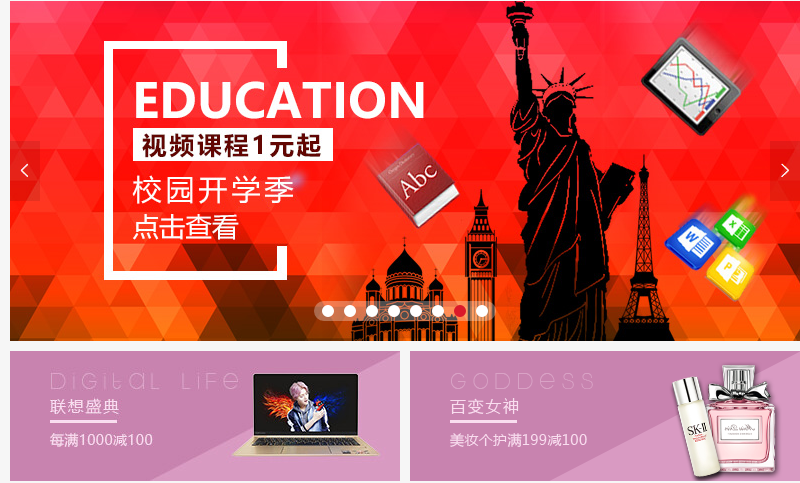 EDUCATION
视频课程1元起
校园开学季
点击查看
Abc
W
X
P
DiGitaL LiFe
联想盛典
每满1000减100
GoDDess
百变女神
美妆个护满199减100
SK-II